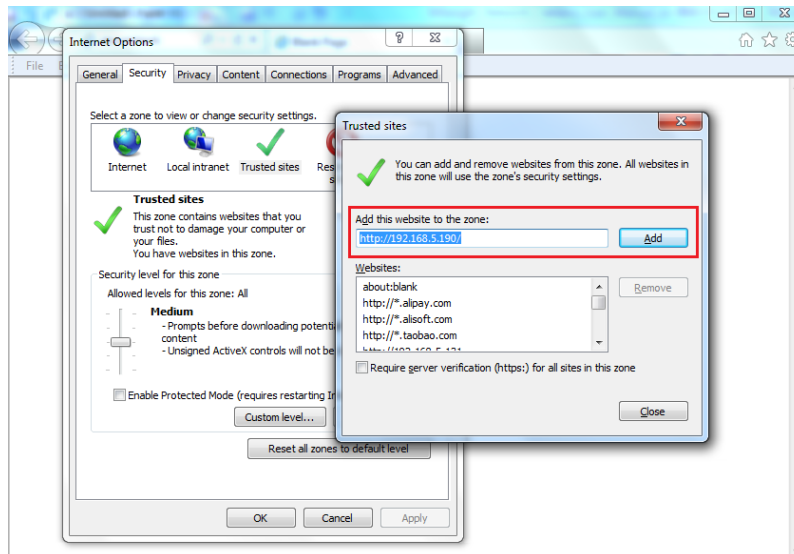 Internet Options
File
General Security Privacy Content Connections Programs Advanced
Select a zone to view or change security settings.
Internet Local intranet Trusted sites
Trusted sites
This zone contains websites that you
trust not to damage your computer or
your files.
You have websites in this zone.
Security level for this zone
Allowed levels for this zone: All
Medium
- Prompts before downloading
content
- Unsigned ActiveX controls will not be
Enable Protected Mode (requires restarting
Custom level...
Reset all zones to default level
OK Cancel Apply
Trusted sites
You can add and remove websites from this zone. All websites in
this zone will use the zone's security settings.
Add this website to the zone:
http://192.168.5.190/ Add
Websites:
about:blank Remove
http://*.alipay.com
http://*.alisoft.com
http://*.taobao.com
Require server verification (https:) for all sites in this zone
Close